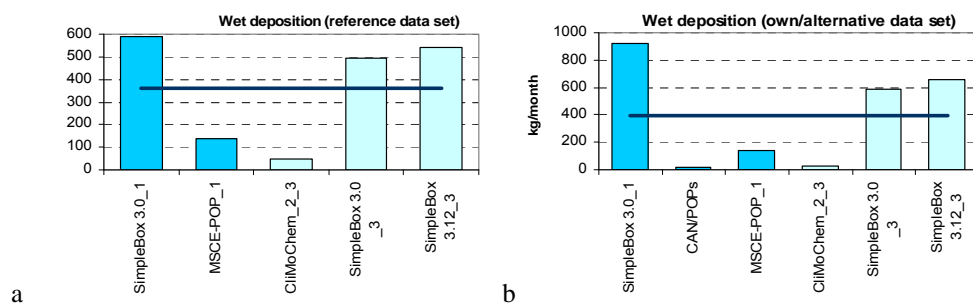 Wet deposition (reference data set)
600
500
400
300
200
100
0
SimpleBox 3.0_1
MSCE-POP_1
CliMoChem_2_3
SimpleBox 3.0
_3
SimpleBox
3.12_3
a
Wet deposition (own/alternative data set)
kg/month
1000
800
600
400
200
0
SimpleBox 3.0_1
CAN/POPs
MSCE-POP_1
CliMoChem_2_3
SimpleBox 3.0
_3
SimpleBox
3.12_3
b